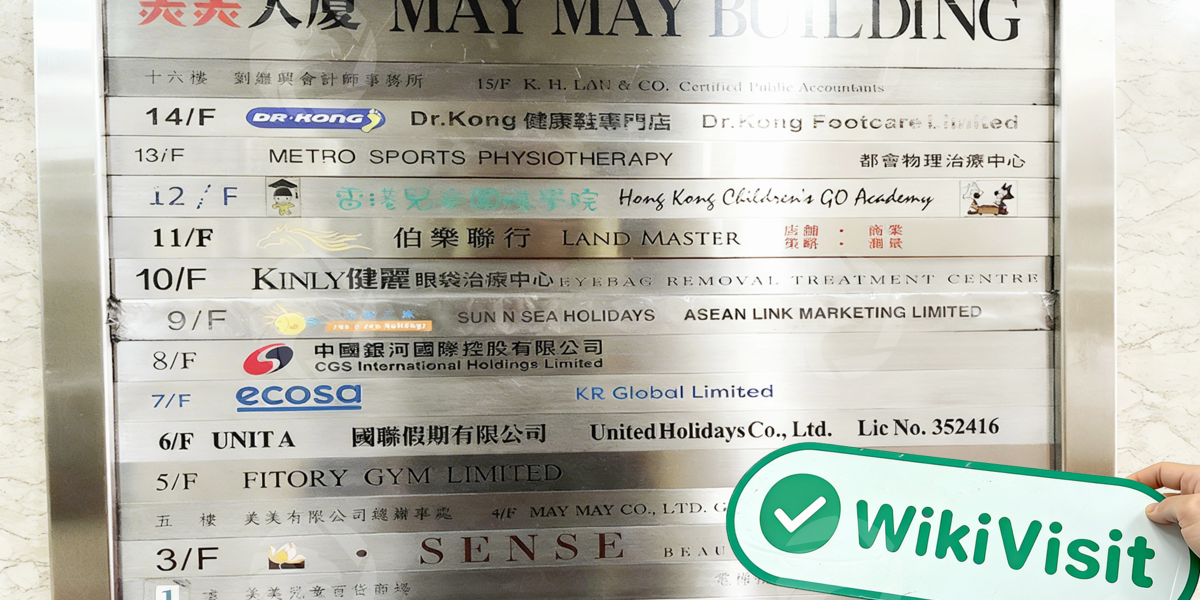 美美大廈 MAY MAY BUILDING
十六樓 劉繼興會計師事務所 15/F K. H. LAN & CO. Certified Public Accountants
14/F DR·KONG Dr.Kong 健康鞋專門店 Dr.Kong Footcare Limited
13/F METRO SPORTS PHYSIOTHERAPY 都會物理治療中心
12/F 香港兒童圍棋學院 Hong Kong Children's GO Academy
11/F 伯樂聯行 LAND MASTER 店舖:商業
策略:測量
10/F KINLY健麗眼袋治療中心 EYEBAG REMOVAL TREATMENT CENTRE
9/F SUN N SEA HOLIDAYS ASEAN LINK MARKETING LIMITED
8/F 中國銀河國際控股有限公司
CGS International Holdings Limited
7/F ecosa KR Global Limited
6/F UNIT A 國聯假期有限公司 United Holidays Co., Ltd. Lic No. 352416
5/F FITORY GYM LIMITED
五樓 美美有限公司總辦事處 4/F MAY MAY CO., LTD. G
3/F SENSE BEAU
1 美美兒童百貨商場
WikiVisit